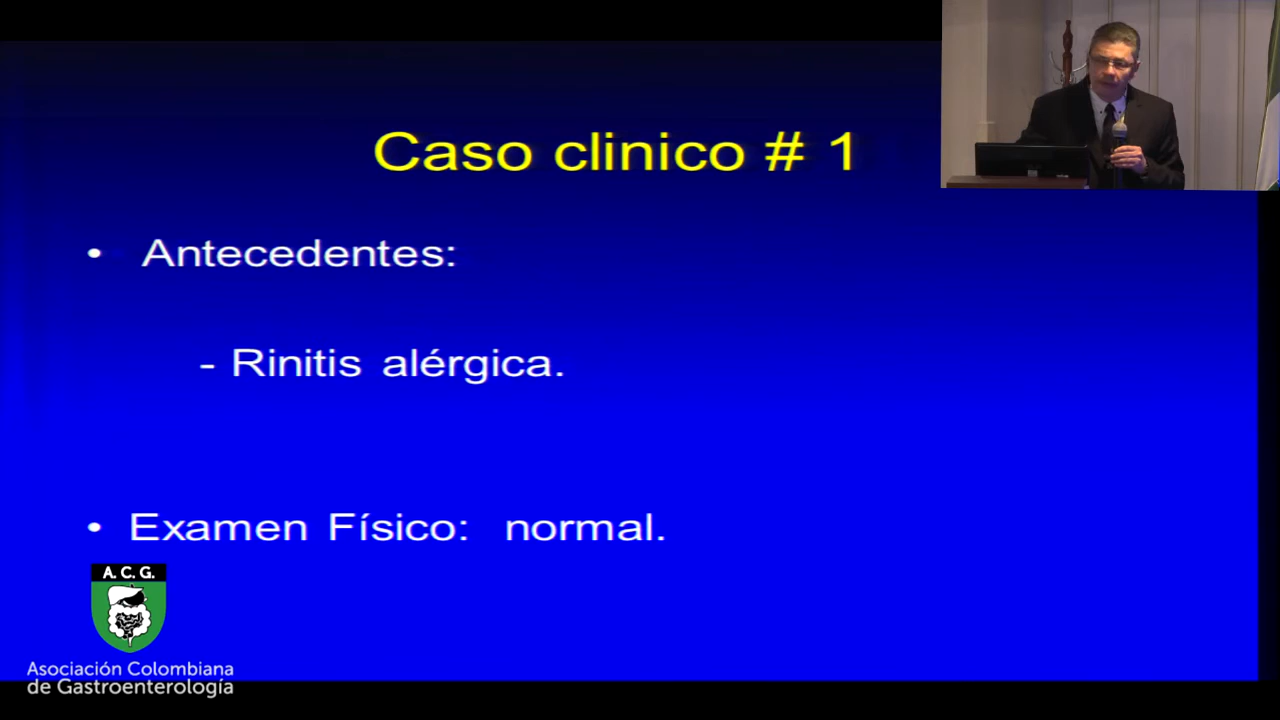 Caso clinico # 1
• Antecedentes:
- Rinitis alérgica.
• Examen Físico: normal.
A. C. G.
Asociación Colombiana
de Gastroenterología